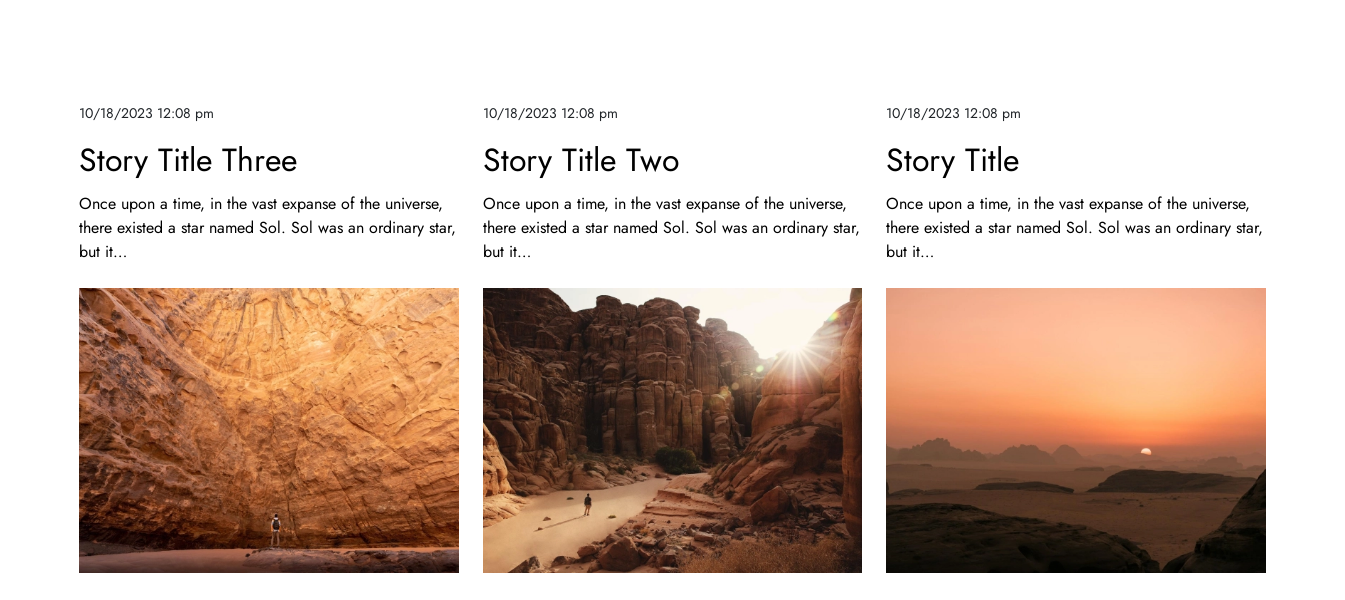 10/18/2023 12:08 pm
Story Title Three
Once upon a time, in the vast expanse of the universe,
there existed a star named Sol. Sol was an ordinary star,
but it...
10/18/2023 12:08 pm
Story Title Two
Once upon a time, in the vast expanse of the universe,
there existed a star named Sol. Sol was an ordinary star,
but it...
10/18/2023 12:08 pm
Story Title
Once upon a time, in the vast expanse of the universe,
there existed a star named Sol. Sol was an ordinary star,
but it...